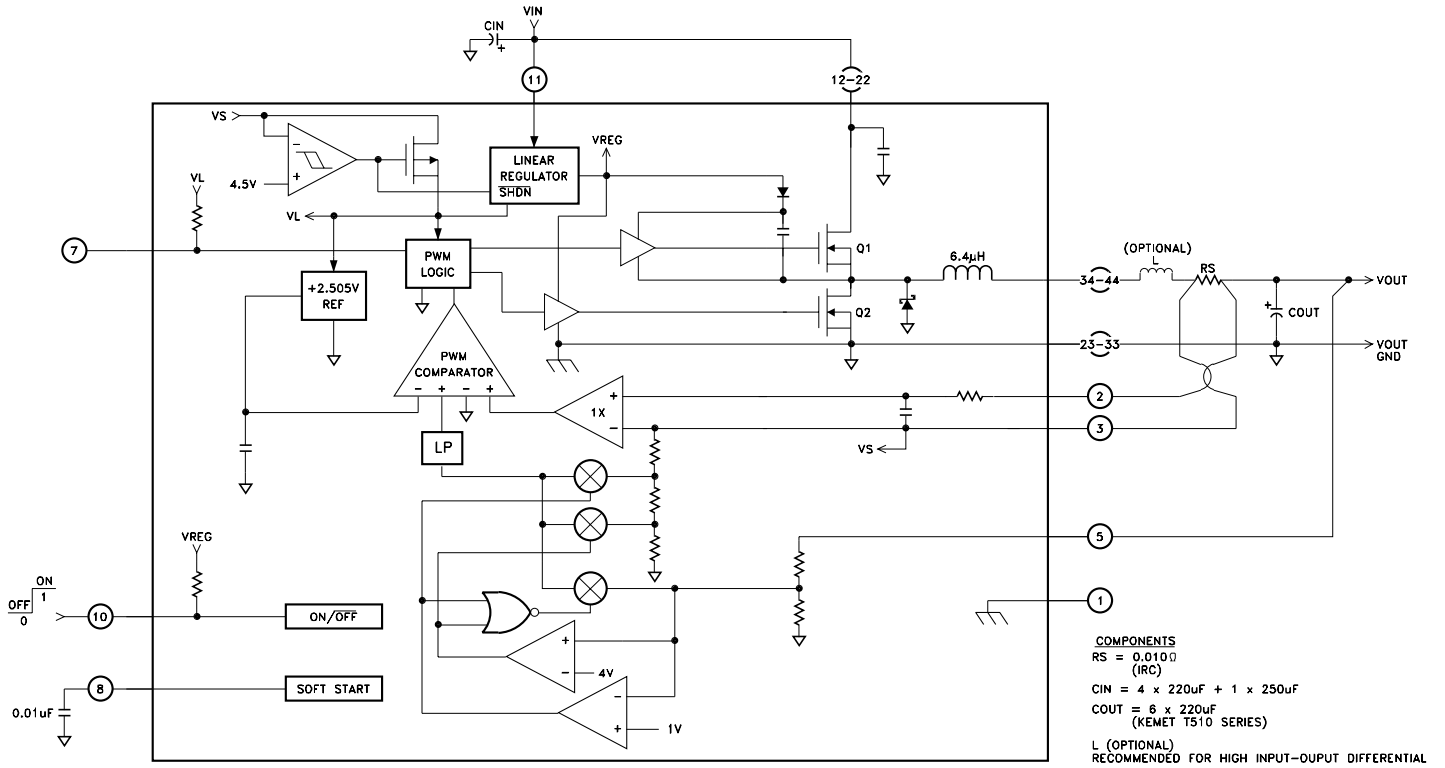 VIN
CIN
+
11
12-22
VS
−
+
4.5V
LINEAR
REGULATOR
SHDN
VREG
VL
VL
7
PWM
LOGIC
Q1
6.4µH
(OPTIONAL)
L
RS
34-44
VOUT
+2.505V
REF
Q2
+
COUT
23-33
VOUT
GND
PWM
COMPARATOR
− + − +
1X
+
−
2
3
VS
LP
VREG
5
ON
1
OFF
0
10
ON/OFF
1
+
−
4V
8
SOFT START
0.01uF
−
+
1V
COMPONENTS
RS = 0.010Ω
(IRC)
CIN = 4 x 220uF + 1 x 250uF
COUT = 6 x 220uF
(KEMET T510 SERIES)
L (OPTIONAL)
RECOMMENDED FOR HIGH INPUT-OUPUT DIFFERENTIAL